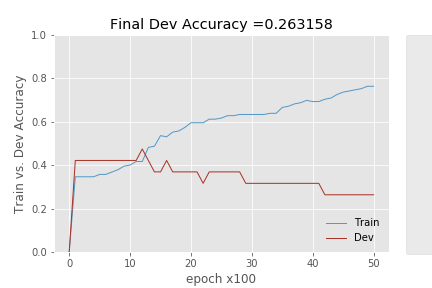 Final Dev Accuracy =0.263158
1.0
0.8
0.6
0.4
0.2
0.0
Train vs. Dev Accuracy
Train
Dev
0 10 20 30 40 50
epoch x100